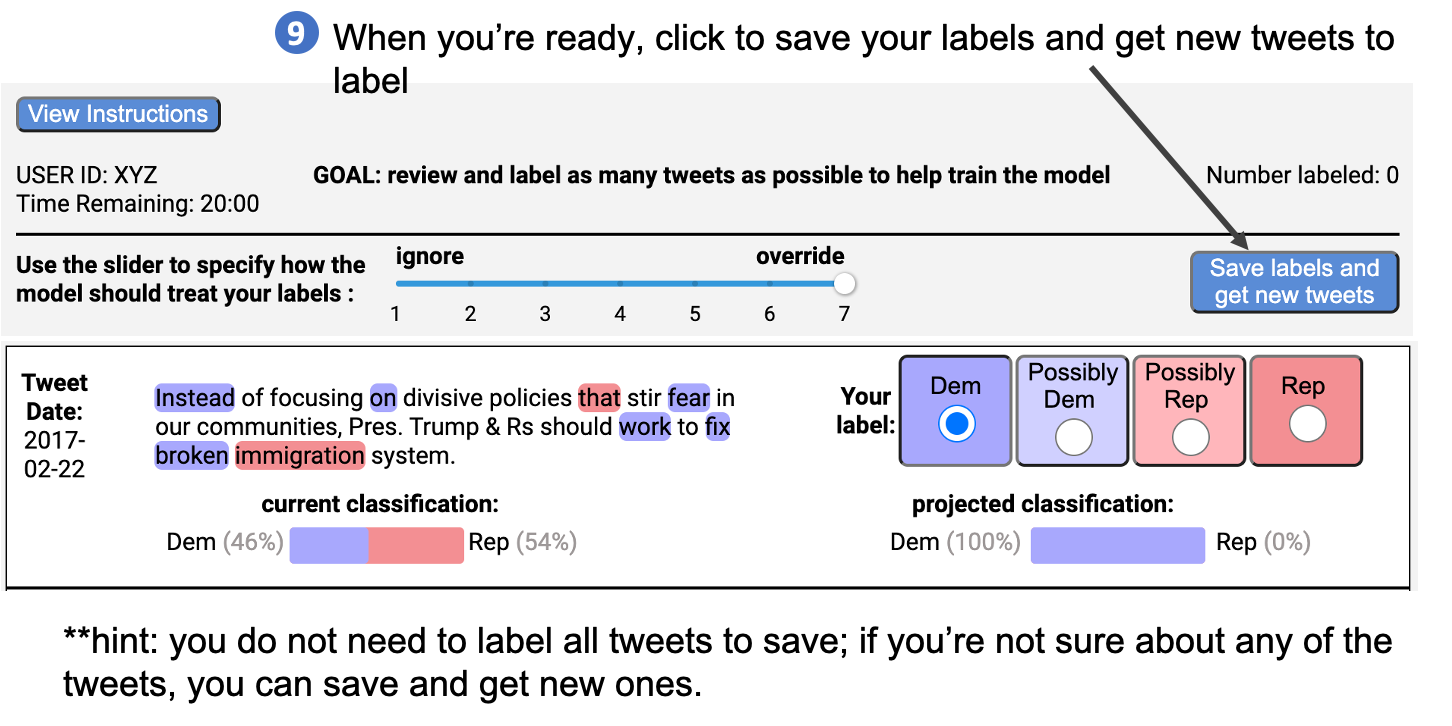 9 When you’re ready, click to save your labels and get new tweets to
label
View Instructions
USER ID: XYZ
Time Remaining: 20:00
GOAL: review and label as many tweets as possible to help train the model
Number labeled: 0
Use the slider to specify how the
model should treat your labels :
ignore override
1 2 3 4 5 6 7
Save labels and
get new tweets
Tweet
Date:
2017-
02-22
Instead of focusing on divisive policies that stir fear in
our communities, Pres. Trump & Rs should work to fix
broken immigration system.
Your
label:
Dem
Possibly
Dem
Possibly
Rep
Rep
current classification:
Dem (46%) Rep (54%)
projected classification:
Dem (100%) Rep (0%)
**hint: you do not need to label all tweets to save; if you’re not sure about any of the
tweets, you can save and get new ones.